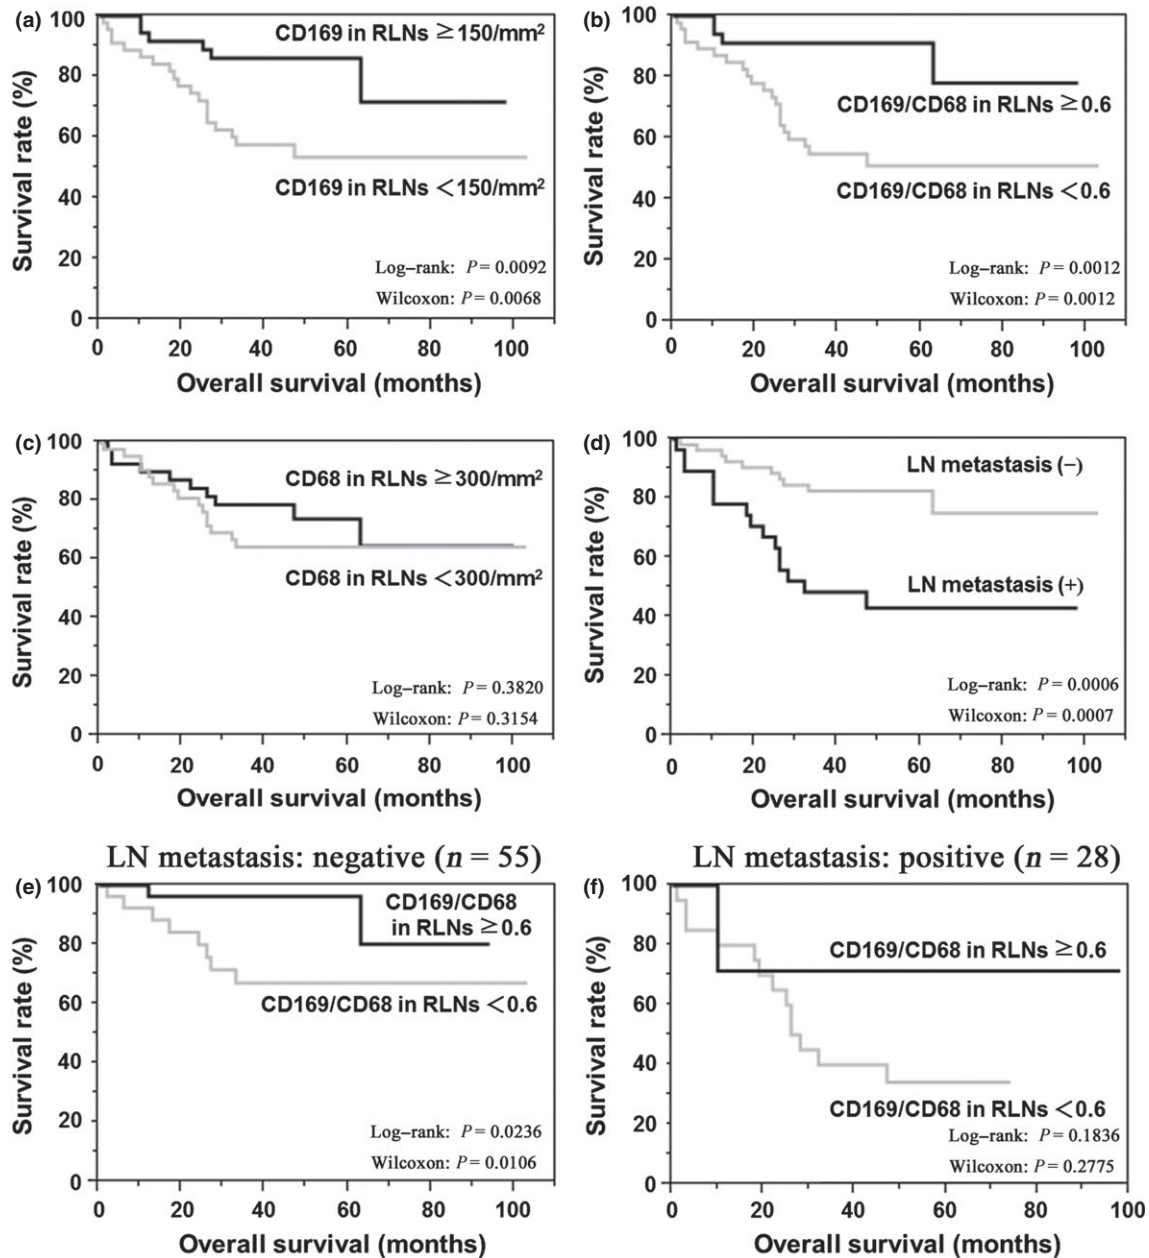 (a)
Survival rate (%)
100
80
60
40
20
0
CD169 in RLNs ≥150/mm²
CD169 in RLNs <150/mm²
Log–rank: P = 0.0092
Wilcoxon: P = 0.0068
0 20 40 60 80 100
Overall survival (months)
(b)
Survival rate (%)
100
80
60
40
20
0
CD169/CD68 in RLNs ≥0.6
CD169/CD68 in RLNs <0.6
Log–rank: P = 0.0012
Wilcoxon: P = 0.0012
0 20 40 60 80 100
Overall survival (months)
(c)
Survival rate (%)
100
80
60
40
20
0
CD68 in RLNs ≥300/mm²
CD68 in RLNs <300/mm²
Log–rank: P = 0.3820
Wilcoxon: P = 0.3154
0 20 40 60 80 100
Overall survival (months)
(d)
Survival rate (%)
100
80
60
40
20
0
LN metastasis (–)
LN metastasis (+)
Log–rank: P = 0.0006
Wilcoxon: P = 0.0007
0 20 40 60 80 100
Overall survival (months)
LN metastasis: negative (n = 55)
(e)
Survival rate (%)
100
80
60
40
20
0
CD169/CD68
in RLNs ≥0.6
CD169/CD68 in RLNs <0.6
Log–rank: P = 0.0236
Wilcoxon: P = 0.0106
0 20 40 60 80 100
Overall survival (months)
LN metastasis: positive (n = 28)
(f)
Survival rate (%)
100
80
60
40
20
0
CD169/CD68 in RLNs ≥0.6
CD169/CD68 in RLNs <0.6
Log–rank: P = 0.1836
Wilcoxon: P = 0.2775
0 20 40 60 80 100
Overall survival (months)